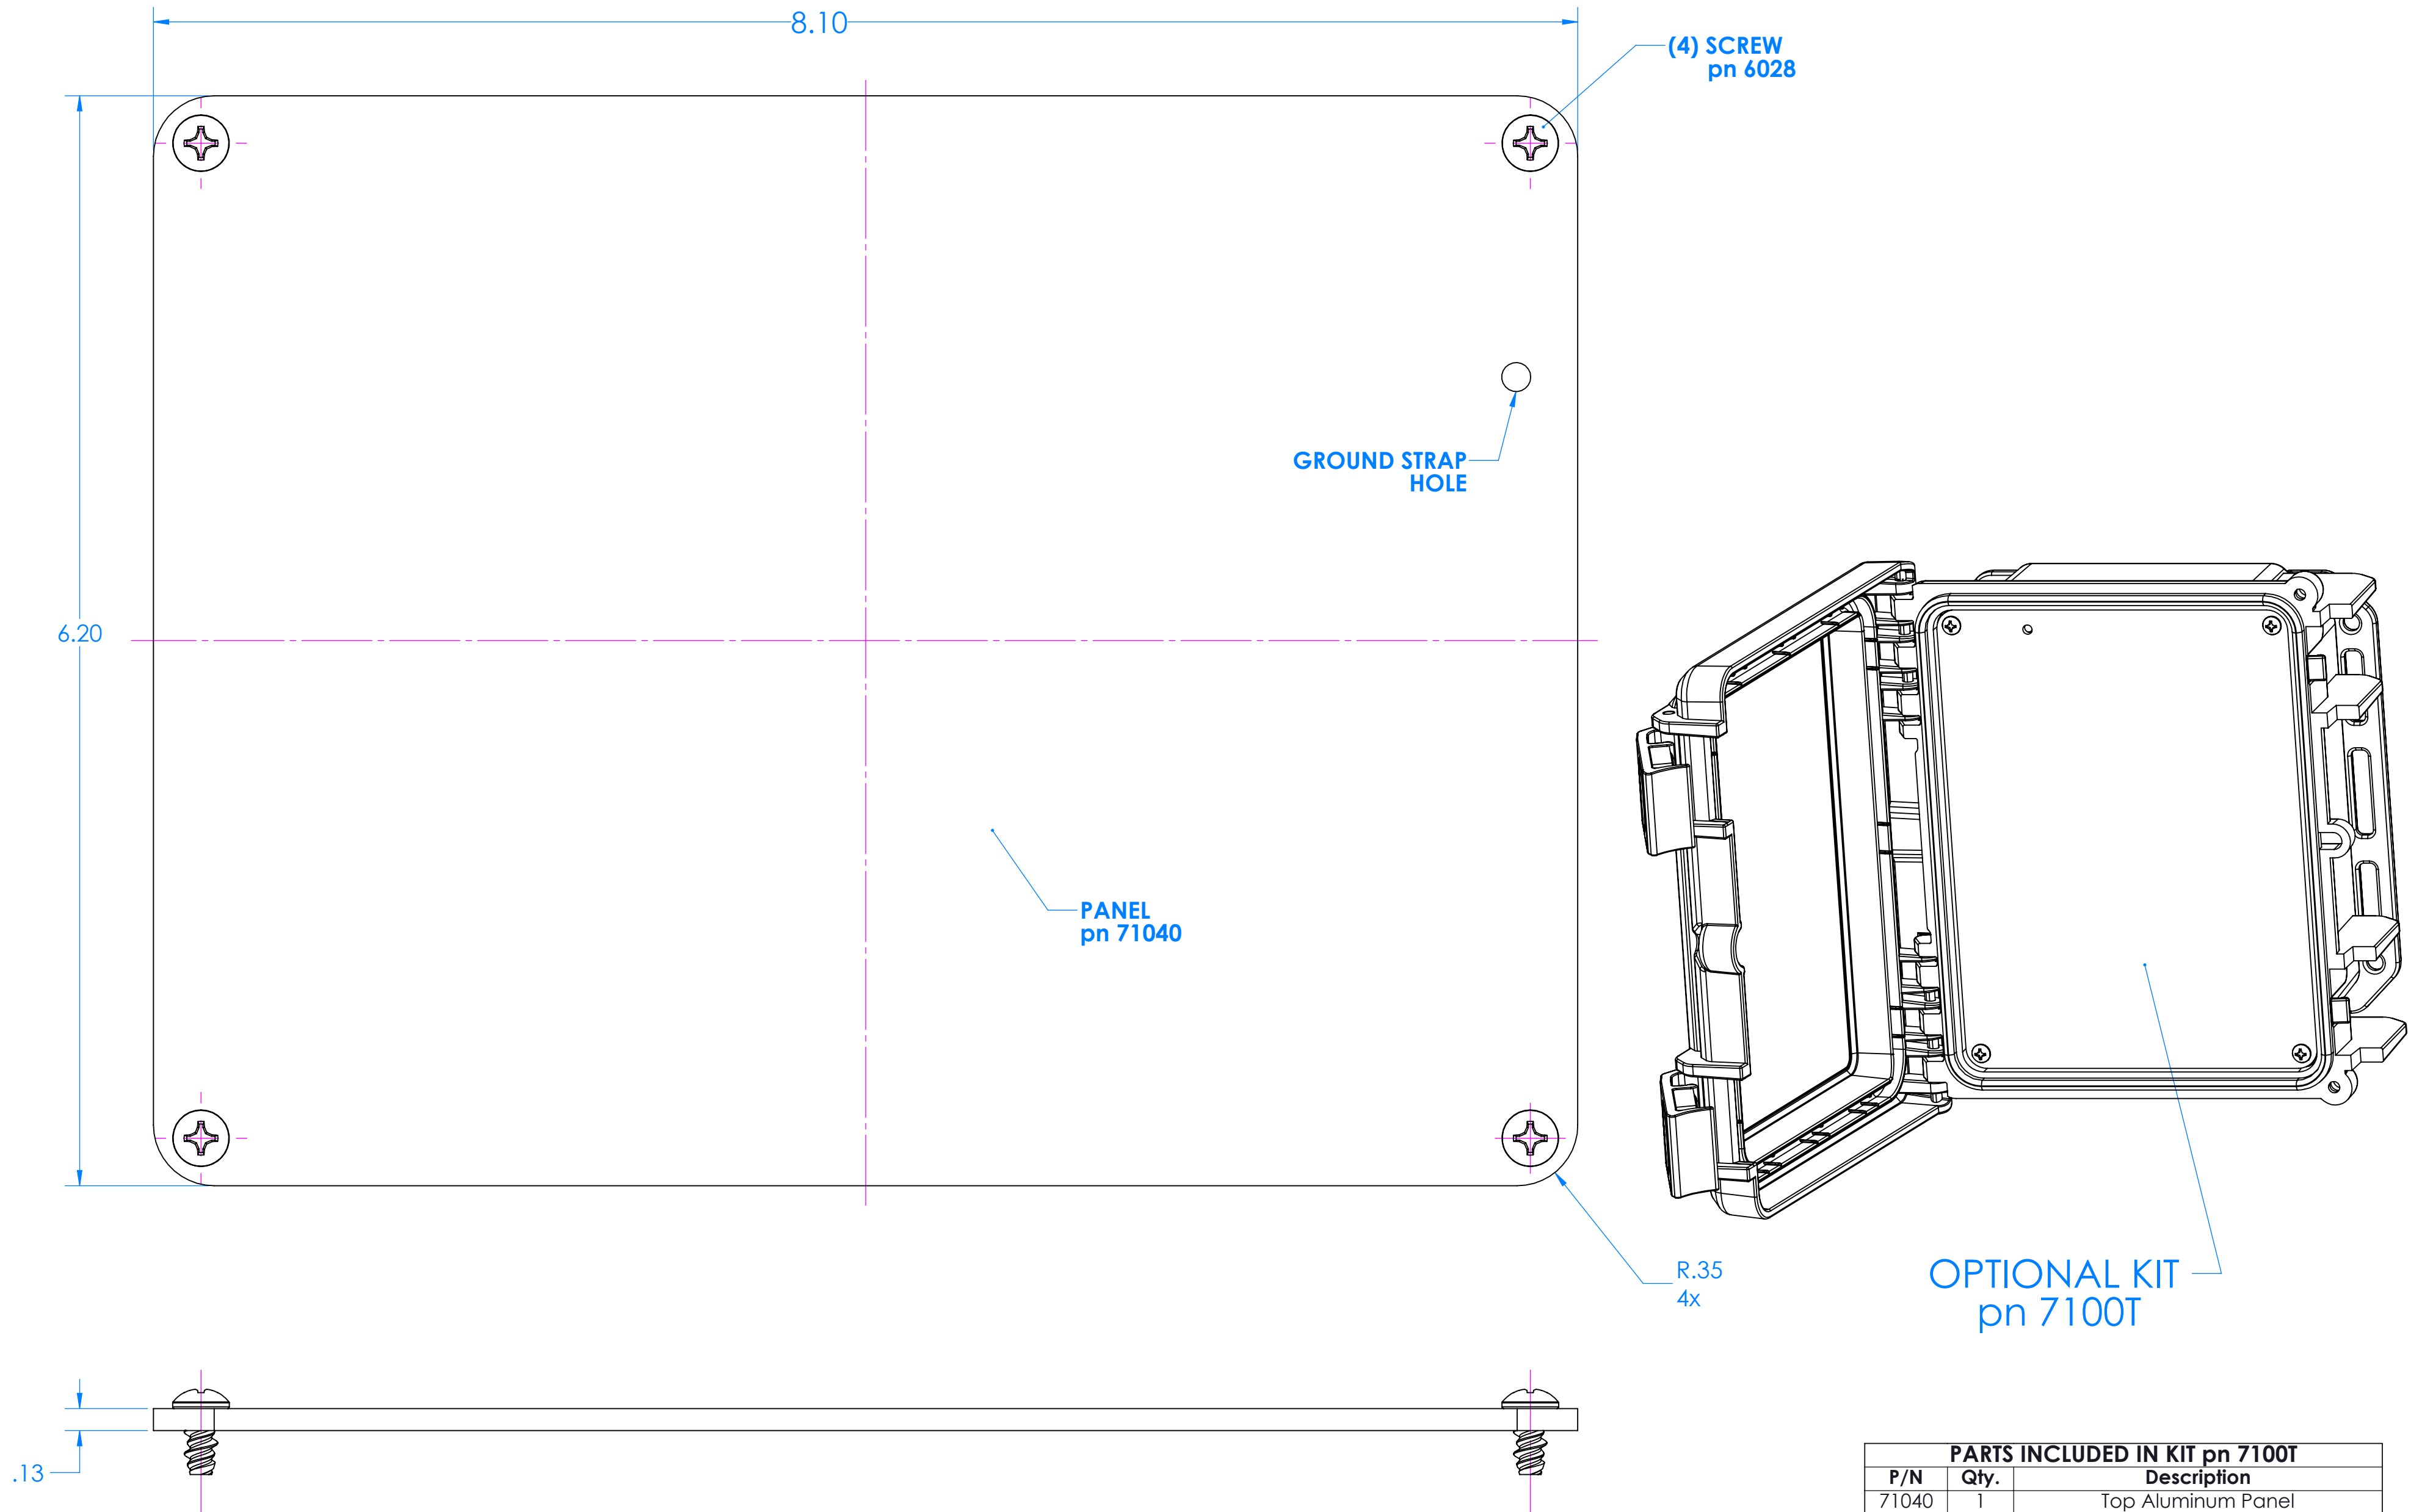 8.10
(4) SCREW
pn 6028
GROUND STRAP
HOLE
6.20
PANEL
pn 71040
R.35
4x
OPTIONAL KIT
pn 7100T
.13
PARTS INCLUDED IN KIT pn 7100T
P/N Qty. Description
71040 1 Top Aluminum Panel